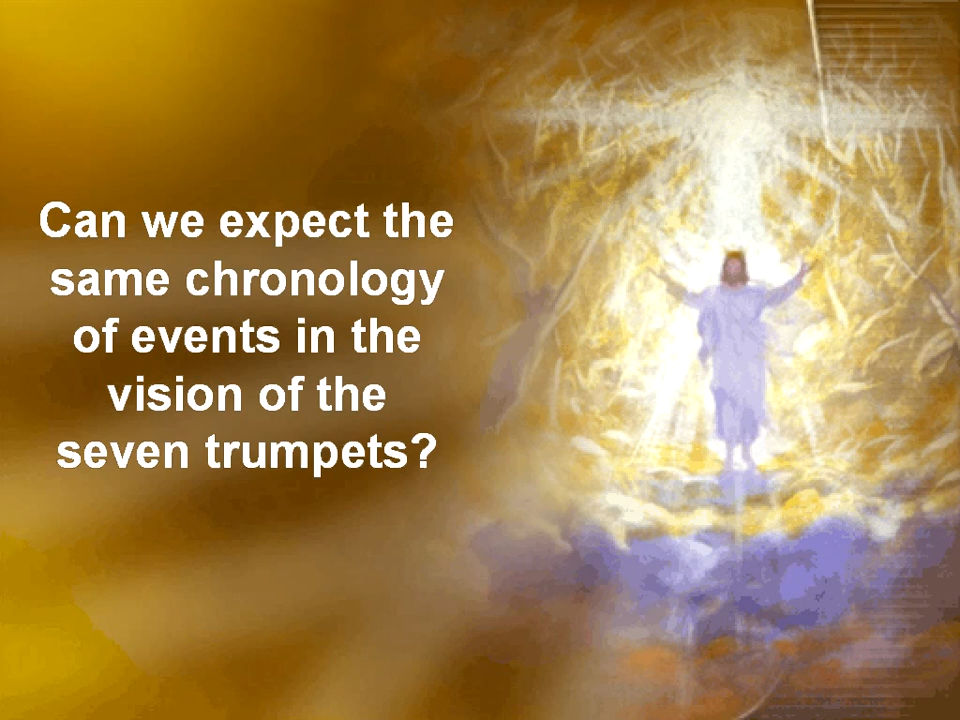 Can we expect the
same chronology
of events in the
vision of the
seven trumpets?